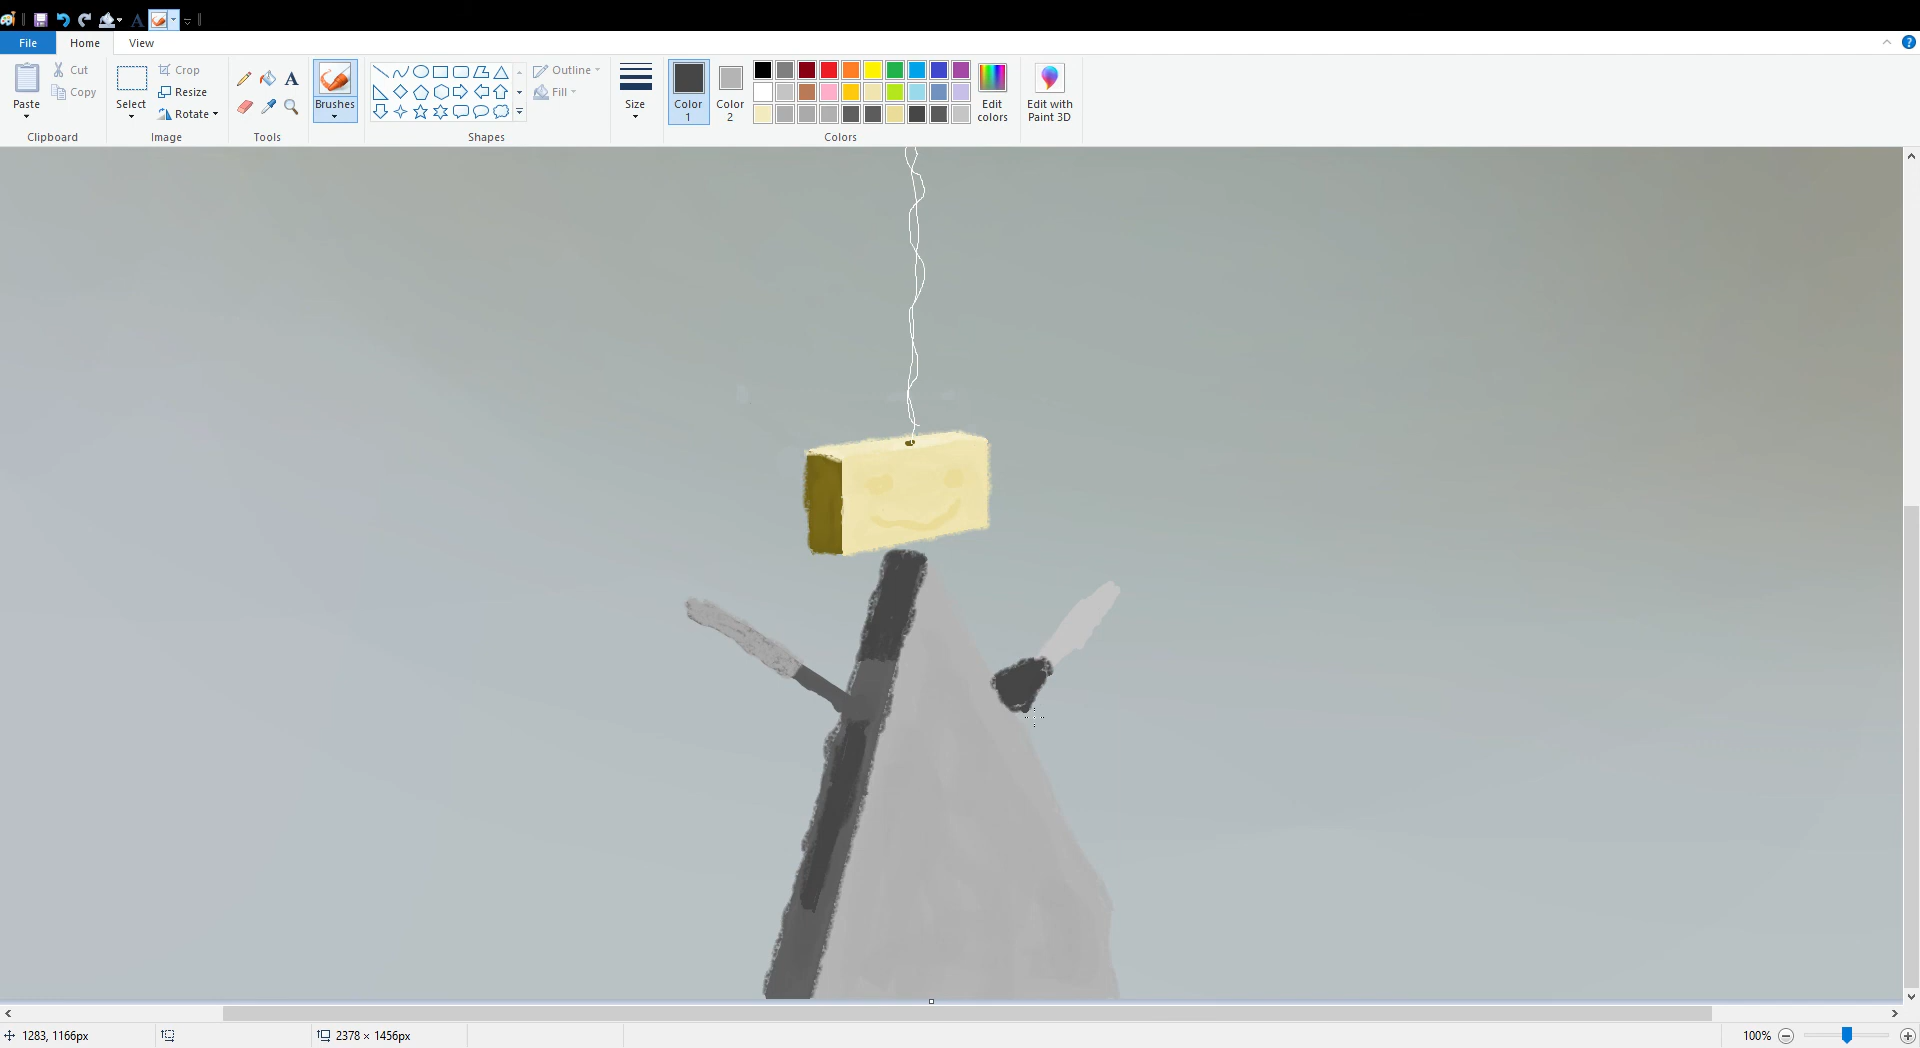 File Home View
Paste
Cut
Copy
Clipboard
Select
Crop
Resize
Rotate
Image
A
Tools
Brushes
Shapes
Outline
Fill
Size
Color
1
Color
2
Colors
Edit
colors
Edit with
Paint 3D
1283, 1166px
2378 × 1456px
100%